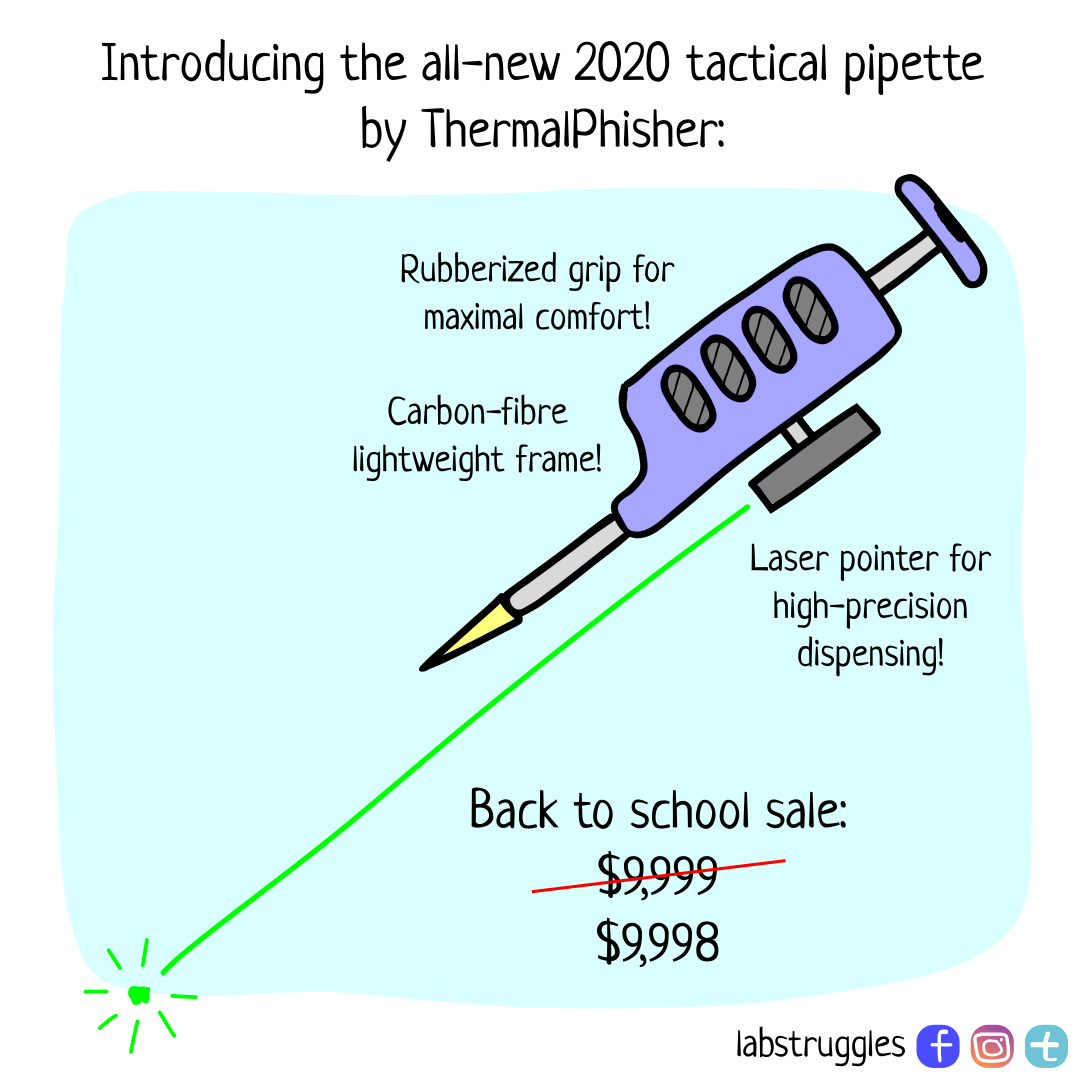 Introducing the all-new 2020 tactical pipette
by ThermalPhisher:
Rubberized grip for
maximal comfort!
Carbon-fibre
lightweight frame!
Laser pointer for
high-precision
dispensing!
Back to school sale:
$9,999
$9,998
labstruggles